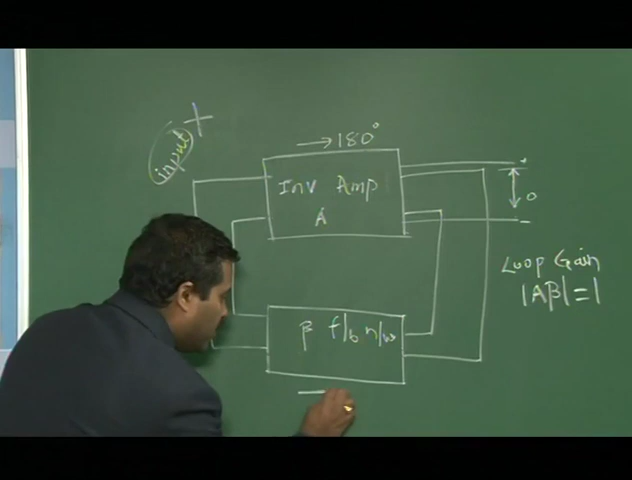 input +
→ 180°
Inv Amp
A
+
o
-
Loop Gain
|Aβ| = 1
β f/b n/w